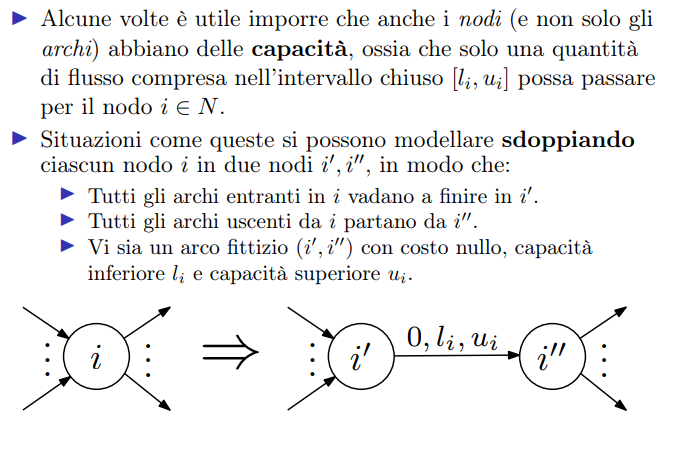 ▶ Alcune volte è utile imporre che anche i nodi (e non solo gli
archi) abbiano delle capacità, ossia che solo una quantità
di flusso compresa nell'intervallo chiuso [l_i, u_i] possa passare
per il nodo i ∈ N.
▶ Situazioni come queste si possono modellare sdoppiando
ciascun nodo i in due nodi i′, i″, in modo che:
▶ Tutti gli archi entranti in i vadano a finire in i′.
▶ Tutti gli archi uscenti da i partano da i″.
▶ Vi sia un arco fittizio (i′, i″) con costo nullo, capacità
inferiore l_i e capacità superiore u_i.
i ⇒ i′ 0, l_i, u_i i″